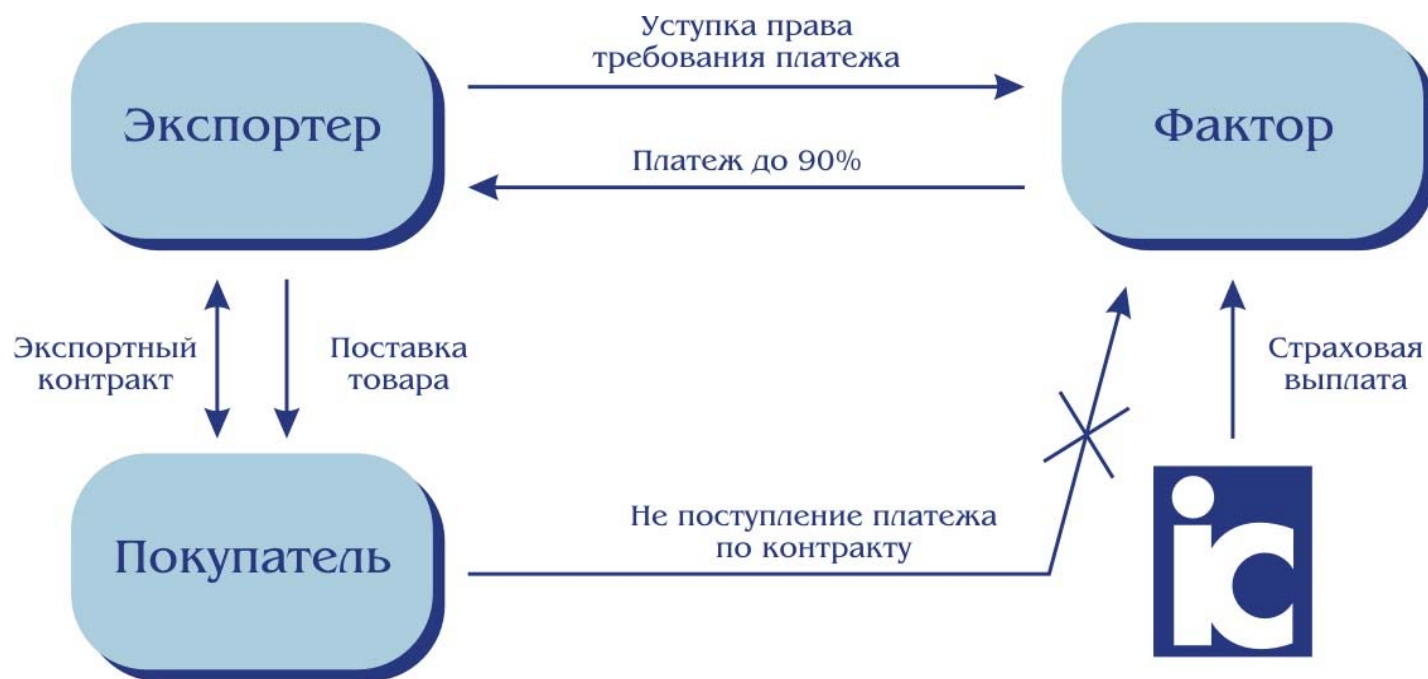 Уступка права
требования платежа
Экспортер
Фактор
Платеж до 90%
Экспортный
контракт
Поставка
товара
Страховая
выплата
Не поступление платежа
по контракту
Покупатель
ic